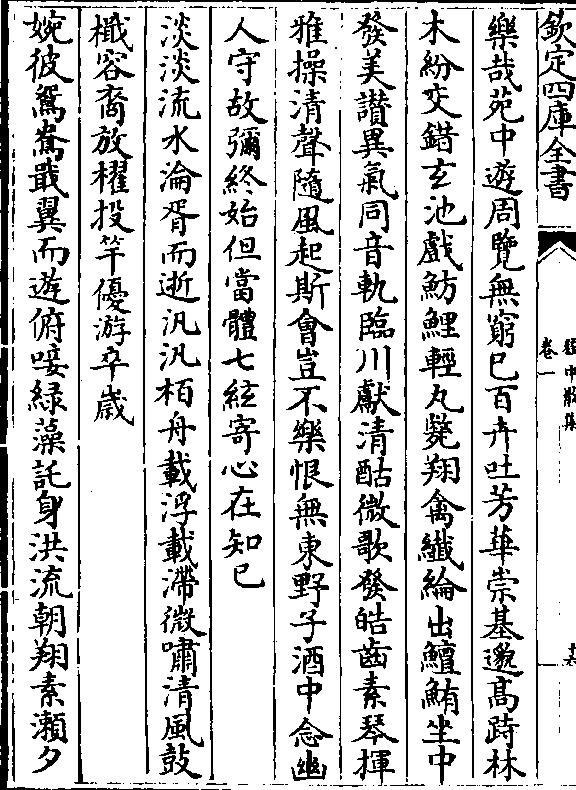 欽定四庫全書
嵇中散集
卷一
樂哉苑中遊周覽無窮已百卉吐芳華崇基邈髙跱林
木紛交錯玄池戲魴鯉輕丸斃翔禽纖綸出鱣鮪坐中
發美讃異氣同音軌臨川獻清酤微歌發皓齒素琴揮
雅操清聲隨風起斯會豈不樂恨無東野子酒中念幽
人守故彌終始但當體七絃寄心在知己
淡淡流水淪胥而逝汎汎栢舟載浮載滯微嘯清風鼓
檝容裔放櫂投竿優游卒歳
婉彼鴛鴦戢翼而遊俯唼緑藻託身洪流朝翔素瀨夕